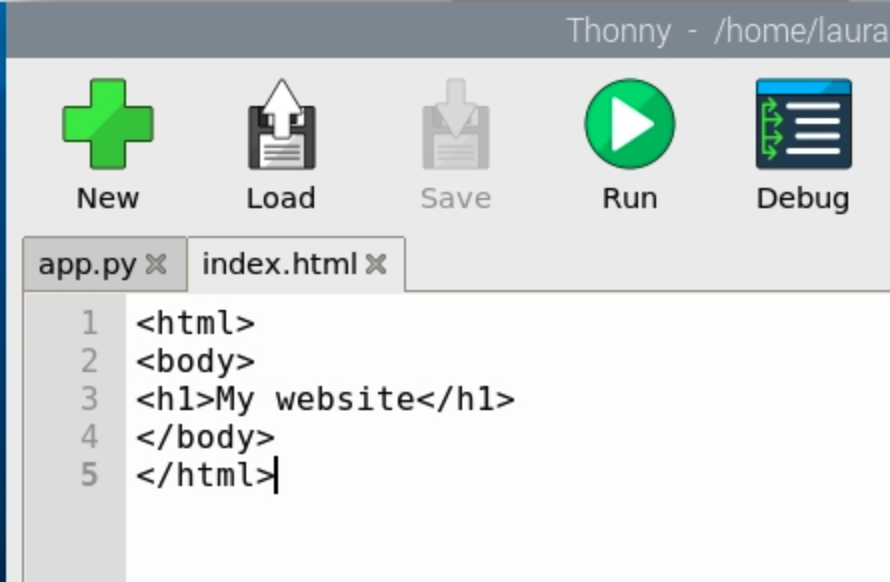 Thonny - /home/laura
New Load Save Run Debug
app.py index.html
1 <html>
2 <body>
3 <h1>My website</h1>
4 </body>
5 </html>